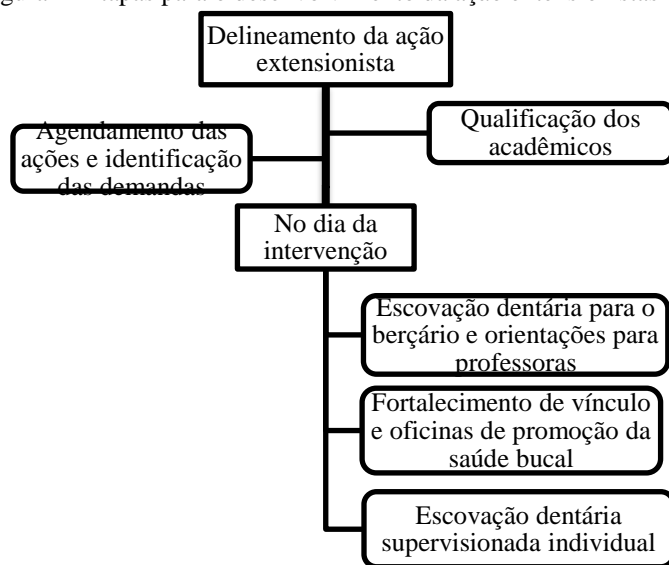 Delineamento da ação
extensionista
Qualificação dos
acadêmicos
Agendamento das
ações e identificação
das demandas
No dia da
intervenção
Escovação dentária para o
berçário e orientações para
professoras
Fortalecimento de vínculo
e oficinas de promoção da
saúde bucal
Escovação dentária
supervisionada individual